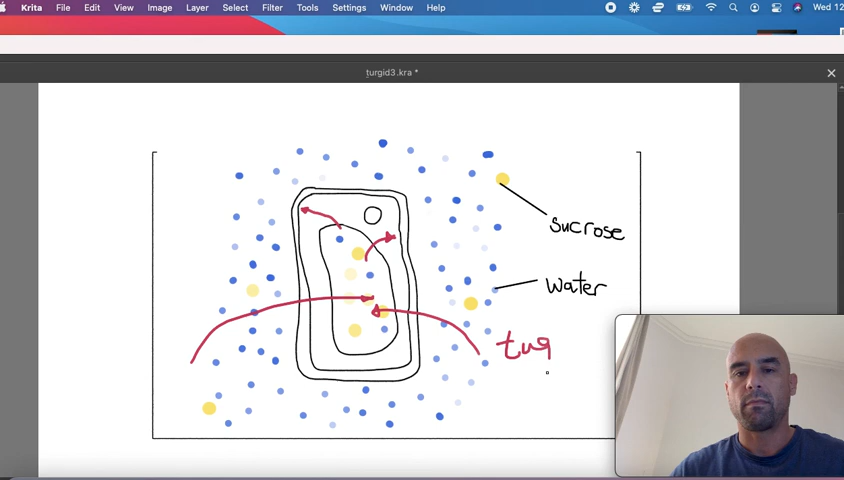 Krita File Edit View Image Layer Select Filter Tools Settings Window Help Wed 12
turgid3.kra *
sucrose
water
tug